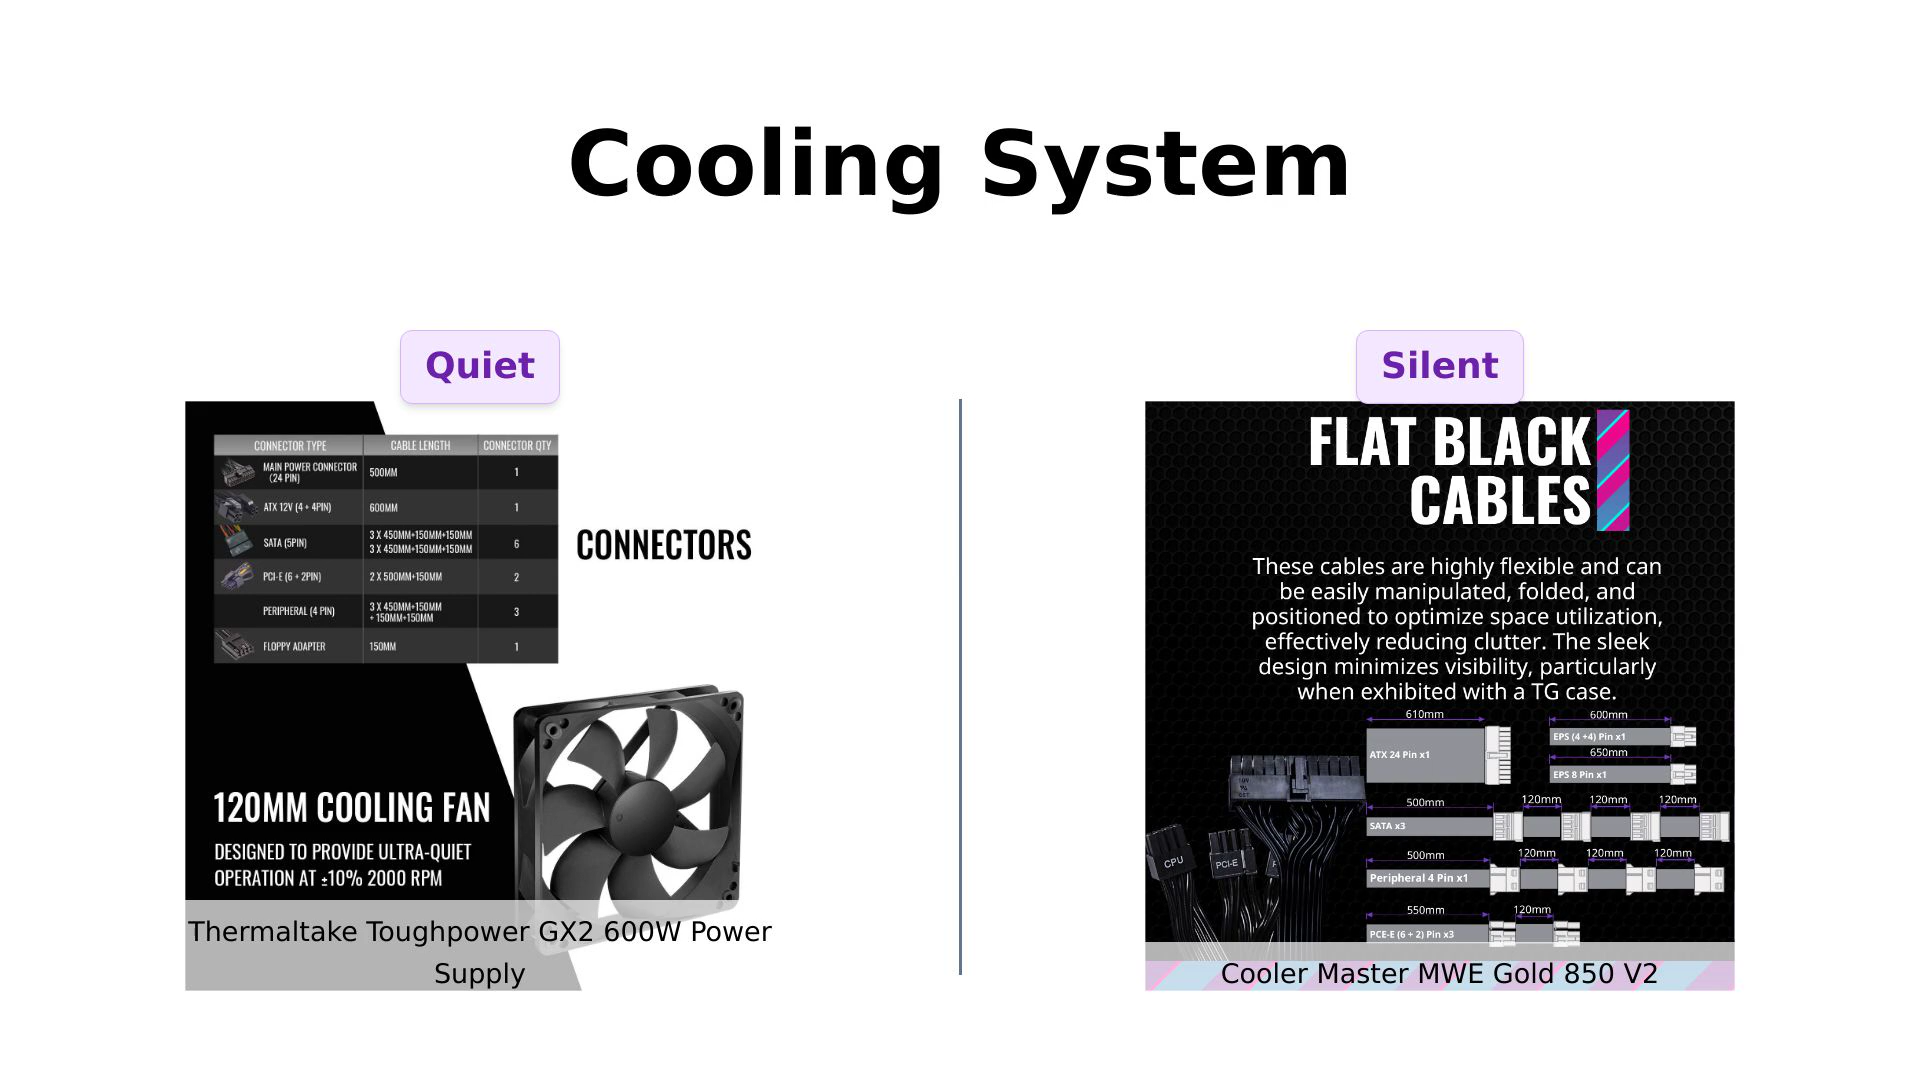 Cooling System
Quiet
Silent
CONNECTOR TYPE CABLE LENGTH CONNECTOR QTY
MAIN POWER CONNECTOR
(24 PIN) 500MM 1
ATX 12V (4 + 4PIN) 600MM 1
SATA (5PIN) 3 X 450MM+150MM+150MM
3 X 450MM+150MM+150MM 6
PCI-E (6 + 2PIN) 2 X 500MM+150MM 2
PERIPHERAL (4 PIN) 3 X 450MM+150MM
+ 150MM+150MM 3
FLOPPY ADAPTER 150MM 1
CONNECTORS
120MM COOLING FAN
DESIGNED TO PROVIDE ULTRA-QUIET
OPERATION AT ±10% 2000 RPM
Thermaltake Toughpower GX2 600W Power
Supply
FLAT BLACK
CABLES
These cables are highly flexible and can
be easily manipulated, folded, and
positioned to optimize space utilization,
effectively reducing clutter. The sleek
design minimizes visibility, particularly
when exhibited with a TG case.
610mm
ATX 24 Pin x1
600mm
EPS (4 +4) Pin x1
650mm
EPS 8 Pin x1
500mm 120mm 120mm 120mm
SATA x3
500mm 120mm 120mm 120mm
Peripheral 4 Pin x1
550mm 120mm
PCE-E (6 + 2) Pin x3
CPU
PCI-E
Cooler Master MWE Gold 850 V2